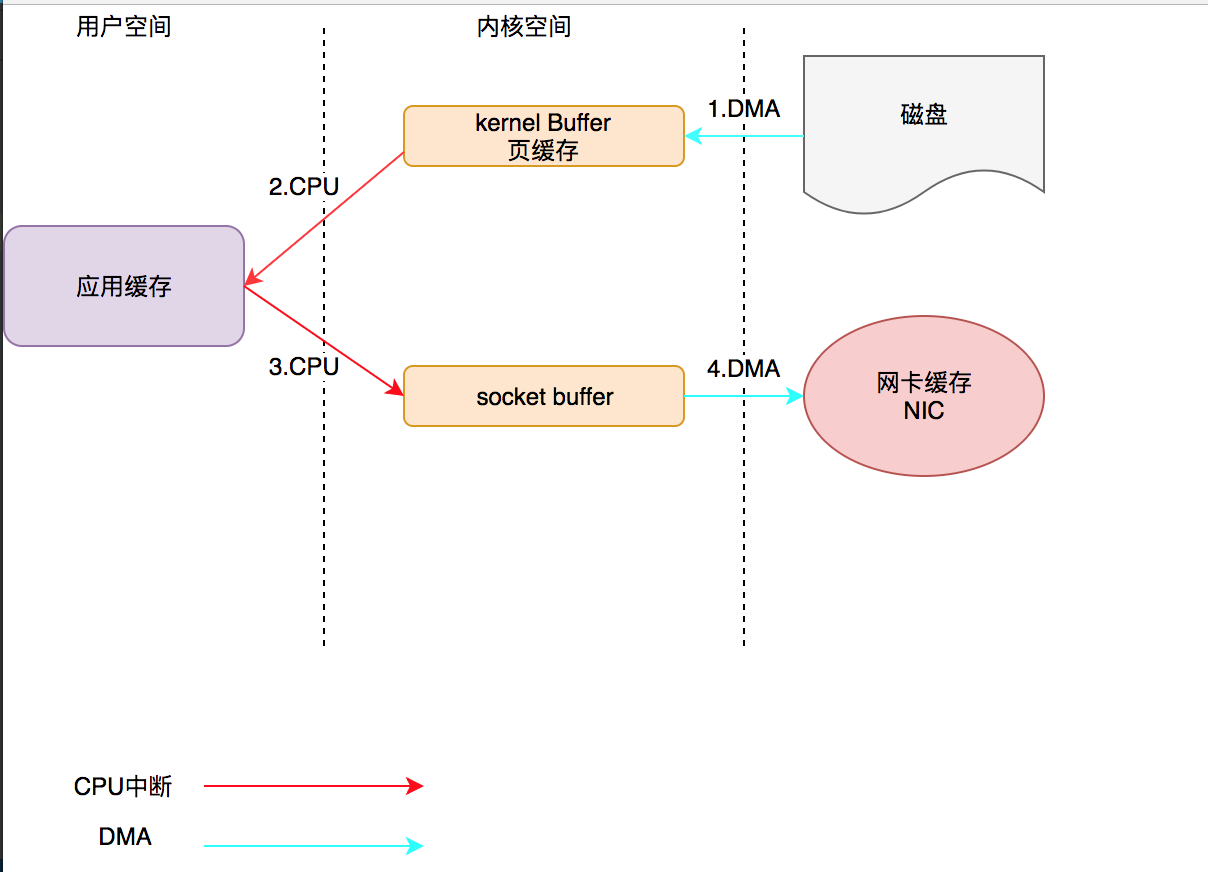 用户空间
内核空间
1.DMA
磁盘
kernel Buffer
页缓存
2.CPU
应用缓存
3.CPU
socket buffer
4.DMA
网卡缓存
NIC
CPU中断
DMA